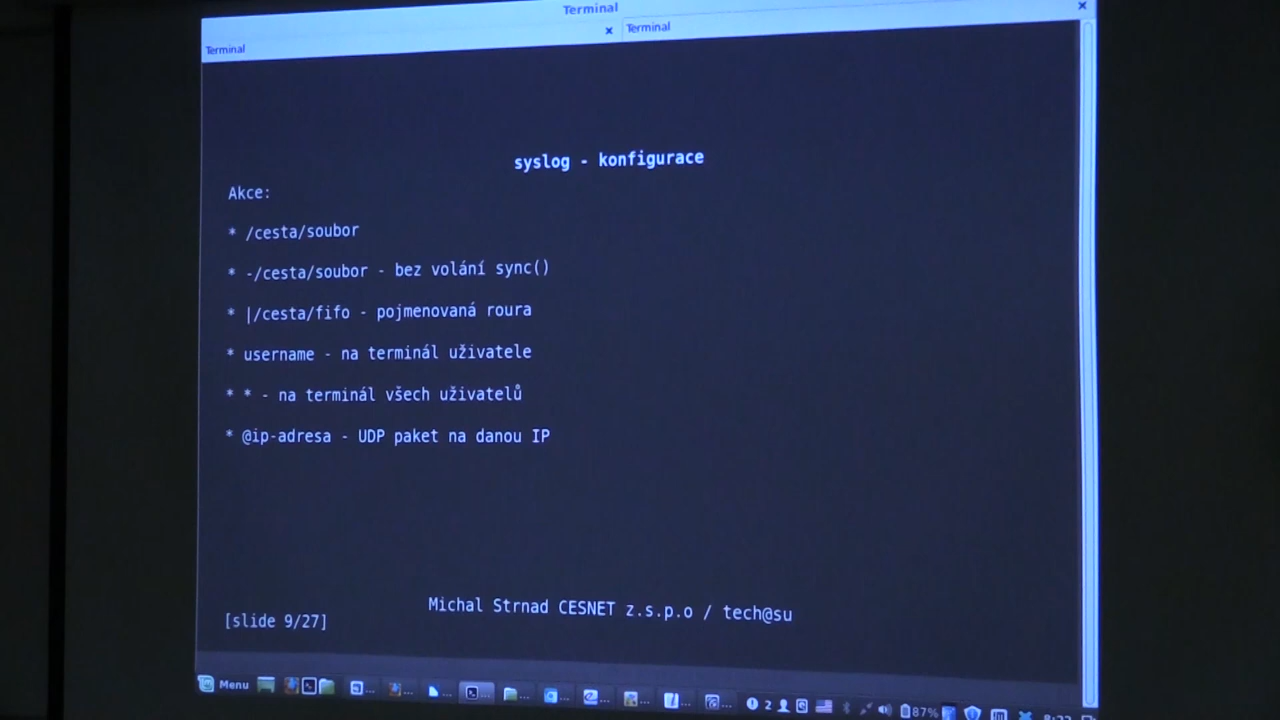 Terminal
Terminal
Terminal
syslog - konfigurace
Akce:
* /cesta/soubor
* -/cesta/soubor - bez volání sync()
* |/cesta/fifo - pojmenovaná roura
* username - na terminál uživatele
* * - na terminál všech uživatelů
* @ip-adresa - UDP paket na danou IP
Michal Strnad CESNET z.s.p.o / tech@su
[slide 9/27]
Menu
2
87%